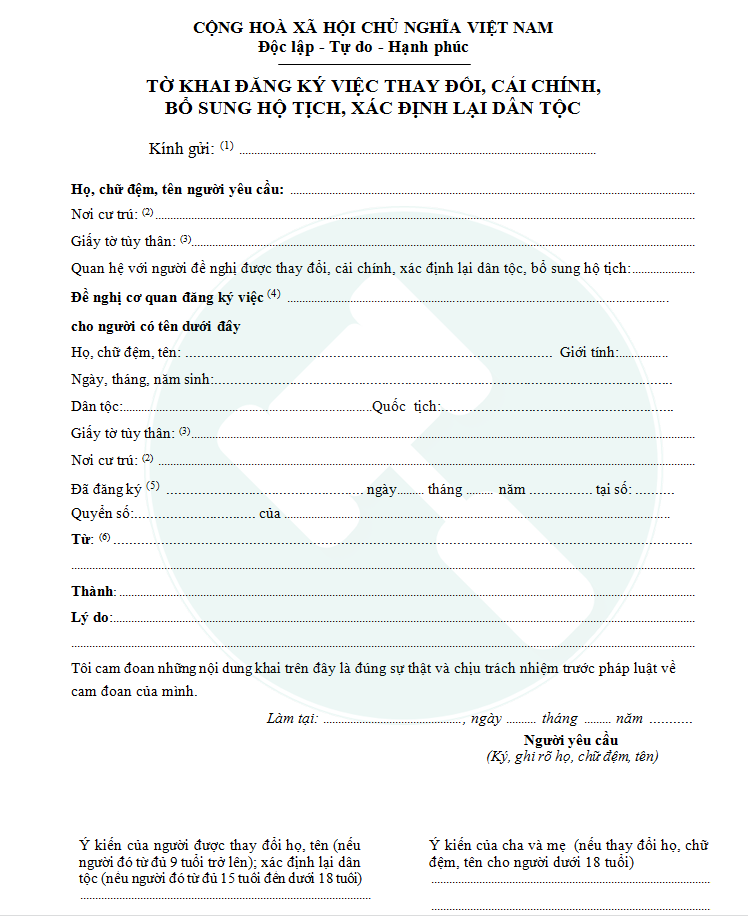 CỘNG HOÀ XÃ HỘI CHỦ NGHĨA VIỆT NAM
Độc lập - Tự do - Hạnh phúc
TỜ KHAI ĐĂNG KÝ VIỆC THAY ĐỔI, CẢI CHÍNH,
BỔ SUNG HỘ TỊCH, XÁC ĐỊNH LẠI DÂN TỘC
Kính gửi: (1) ..........................................................................................
Họ, chữ đệm, tên người yêu cầu: ..........................................................................................
Nơi cư trú: (2)..........................................................................................
Giấy tờ tùy thân: (3)..........................................................................................
Quan hệ với người đề nghị được thay đổi, cải chính, xác định lại dân tộc, bổ sung hộ tịch:..................
Đề nghị cơ quan đăng ký việc (4) ..........................................................................................
cho người có tên dưới đây
Họ, chữ đệm, tên: .......................................................................................... Giới tính:...............
Ngày, tháng, năm sinh:..........................................................................................
Dân tộc:..........................................................................Quốc tịch:..........................................................
Giấy tờ tùy thân: (3)..........................................................................................
Nơi cư trú: (2) ..........................................................................................
Đã đăng ký (5) .......................................................... ngày........ tháng ........ năm ................ tại số: ..........
Quyển số:.............................. của ..........................................................................................
Từ: (6) ..........................................................................................
..........................................................................................
Thành: ..........................................................................................
Lý do:..........................................................................................
..........................................................................................
Tôi cam đoan những nội dung khai trên đây là đúng sự thật và chịu trách nhiệm trước pháp luật về
cam đoan của mình.
Làm tại: .........................................., ngày ......... tháng ........ năm ...........
Người yêu cầu
(Ký, ghi rõ họ, chữ đệm, tên)
Ý kiến của người được thay đổi họ, tên (nếu
người đó từ đủ 9 tuổi trở lên); xác định lại dân
tộc (nếu người đó từ đủ 15 tuổi đến dưới 18 tuổi)
..........................................................................................
Ý kiến của cha và mẹ (nếu thay đổi họ, chữ
đệm, tên cho người dưới 18 tuổi)
..........................................................................................
..........................................................................................